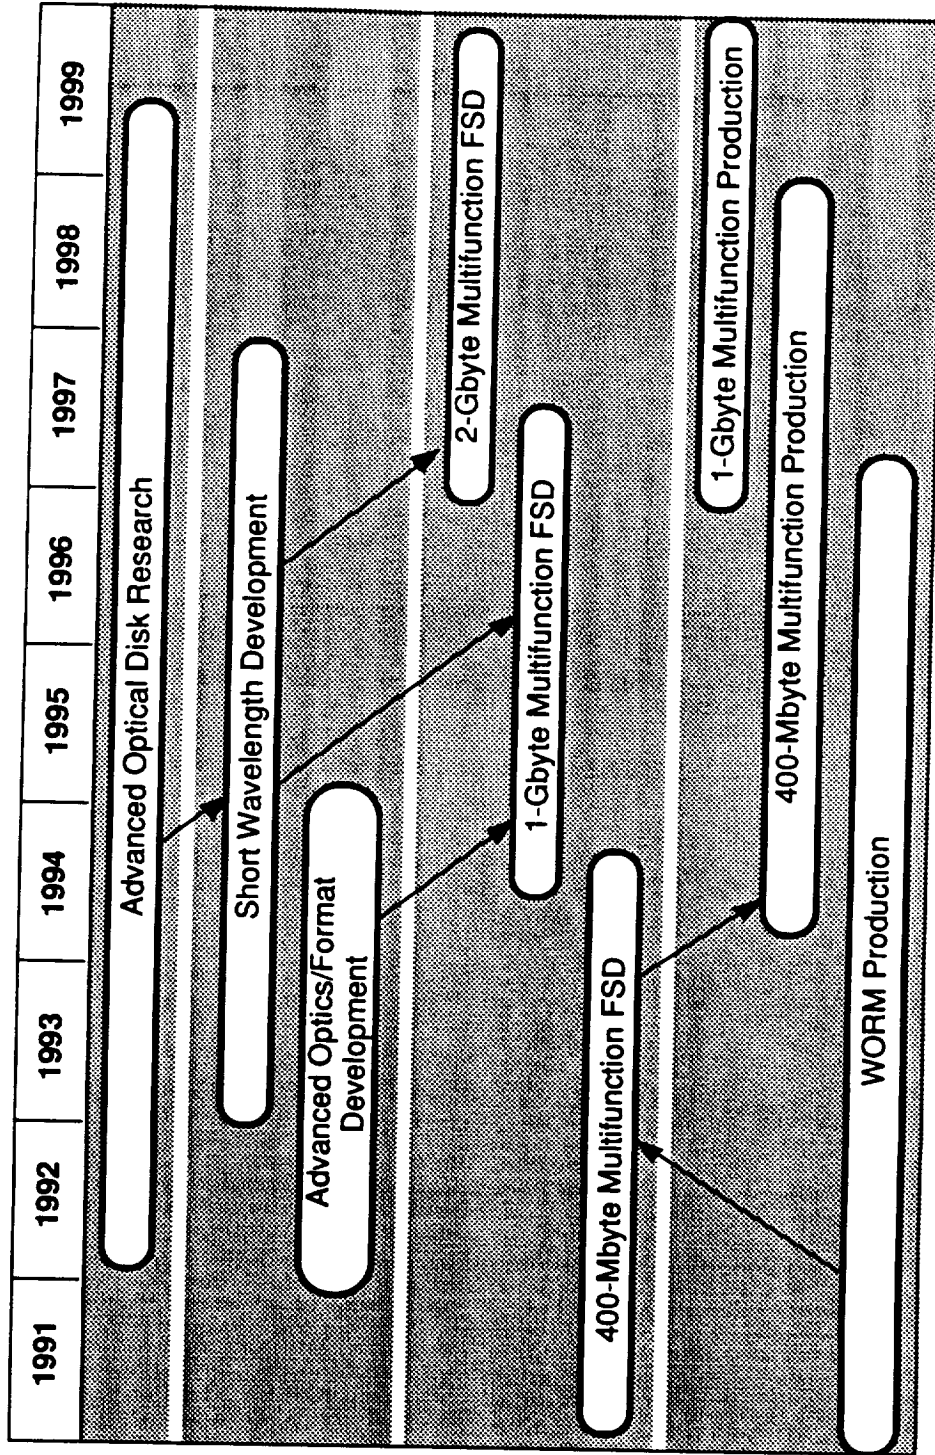 1991 1992 1993 1994 1995 1996 1997 1998 1999
Advanced Optical Disk Research
Short Wavelength Development
Advanced Optics/Format
Development
2-Gbyte Multifunction FSD
1-Gbyte Multifunction FSD
400-Mbyte Multifunction FSD
1-Gbyte Multifunction Production
400-Mbyte Multifunction Production
WORM Production